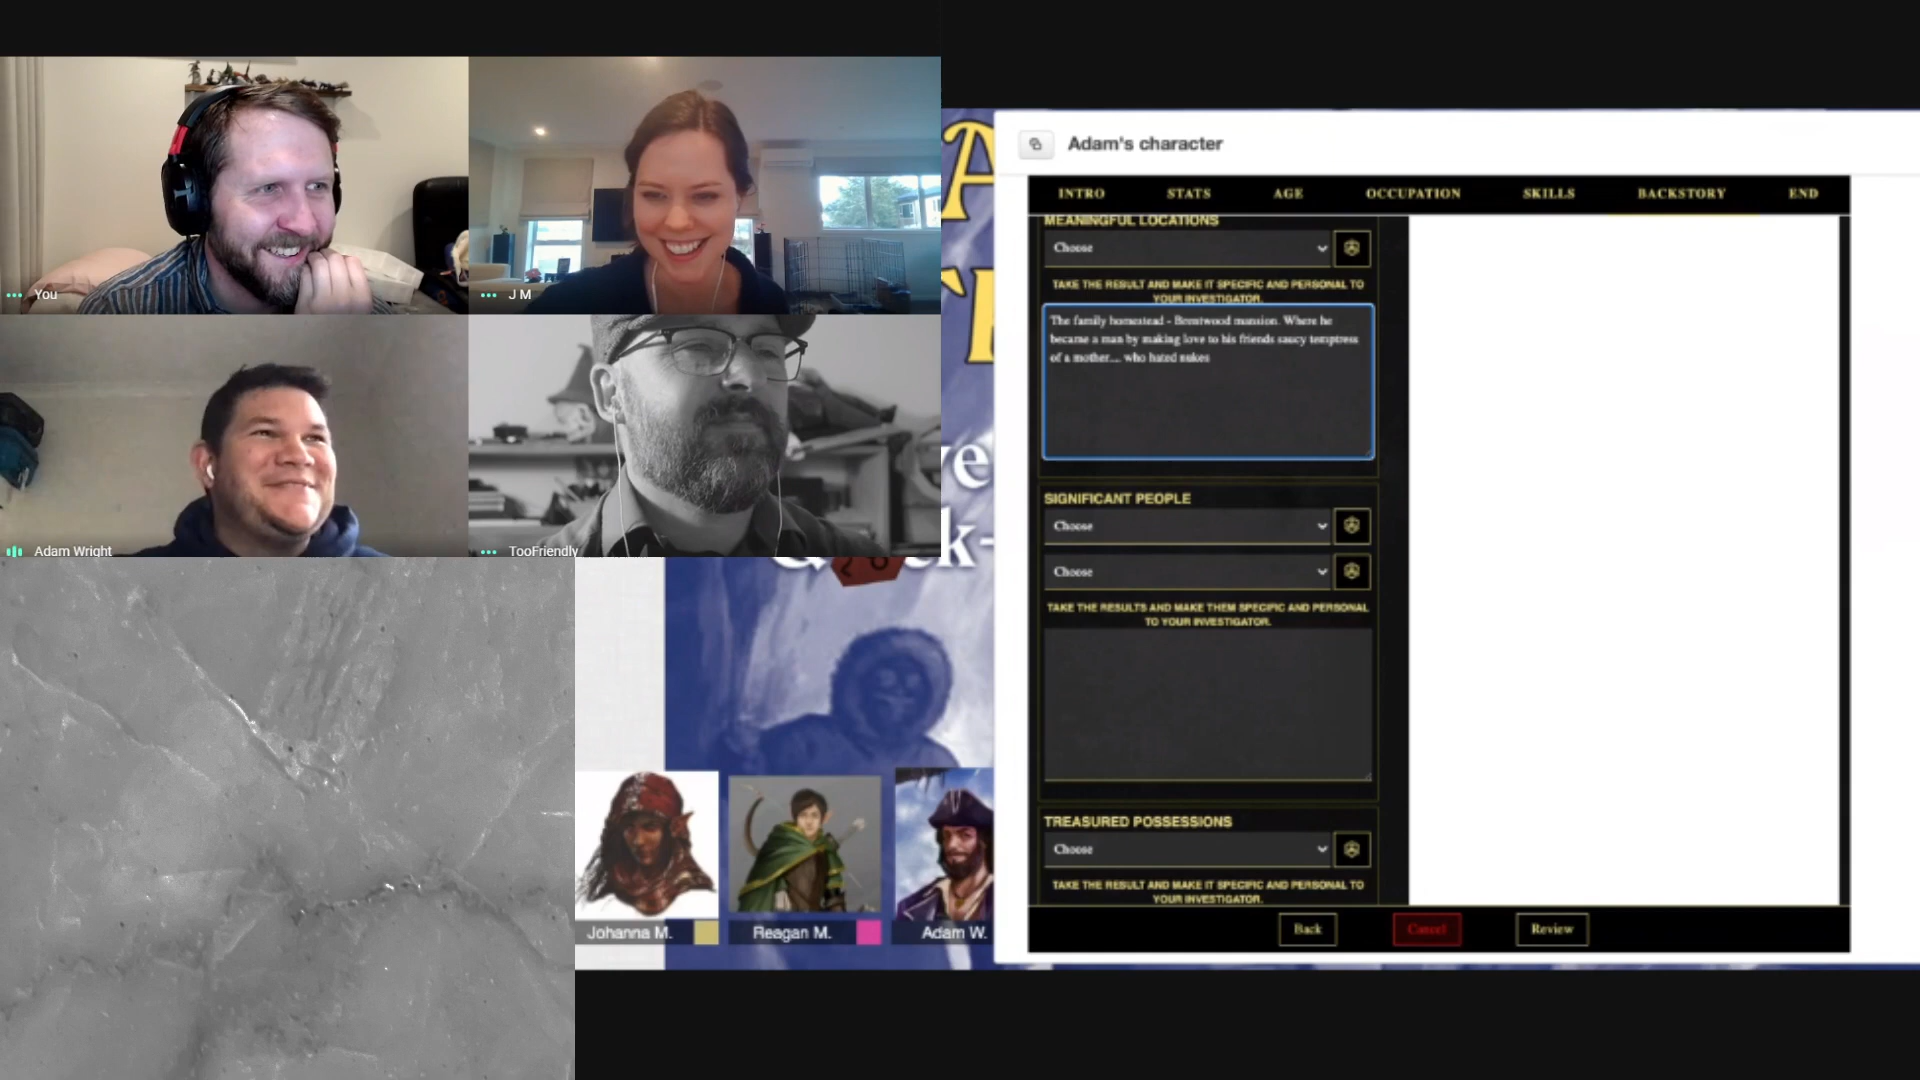 You
J M
Adam Wright
TooFriendly
Johanna M.
Reagan M.
Adam W.
Adam's character
INTRO STATS AGE OCCUPATION SKILLS BACKSTORY END
MEANINGFUL LOCATIONS
Choose
TAKE THE RESULT AND MAKE IT SPECIFIC AND PERSONAL TO
YOUR INVESTIGATOR.
The family homestead - Brentwood mansion. Where he
became a man by making love to his friends saucy temptress
of a mother.... who hated nukes
SIGNIFICANT PEOPLE
Choose
Choose
TAKE THE RESULTS AND MAKE THEM SPECIFIC AND PERSONAL
TO YOUR INVESTIGATOR.
TREASURED POSSESSIONS
Choose
TAKE THE RESULT AND MAKE IT SPECIFIC AND PERSONAL TO
YOUR INVESTIGATOR.
Back Cancel Review